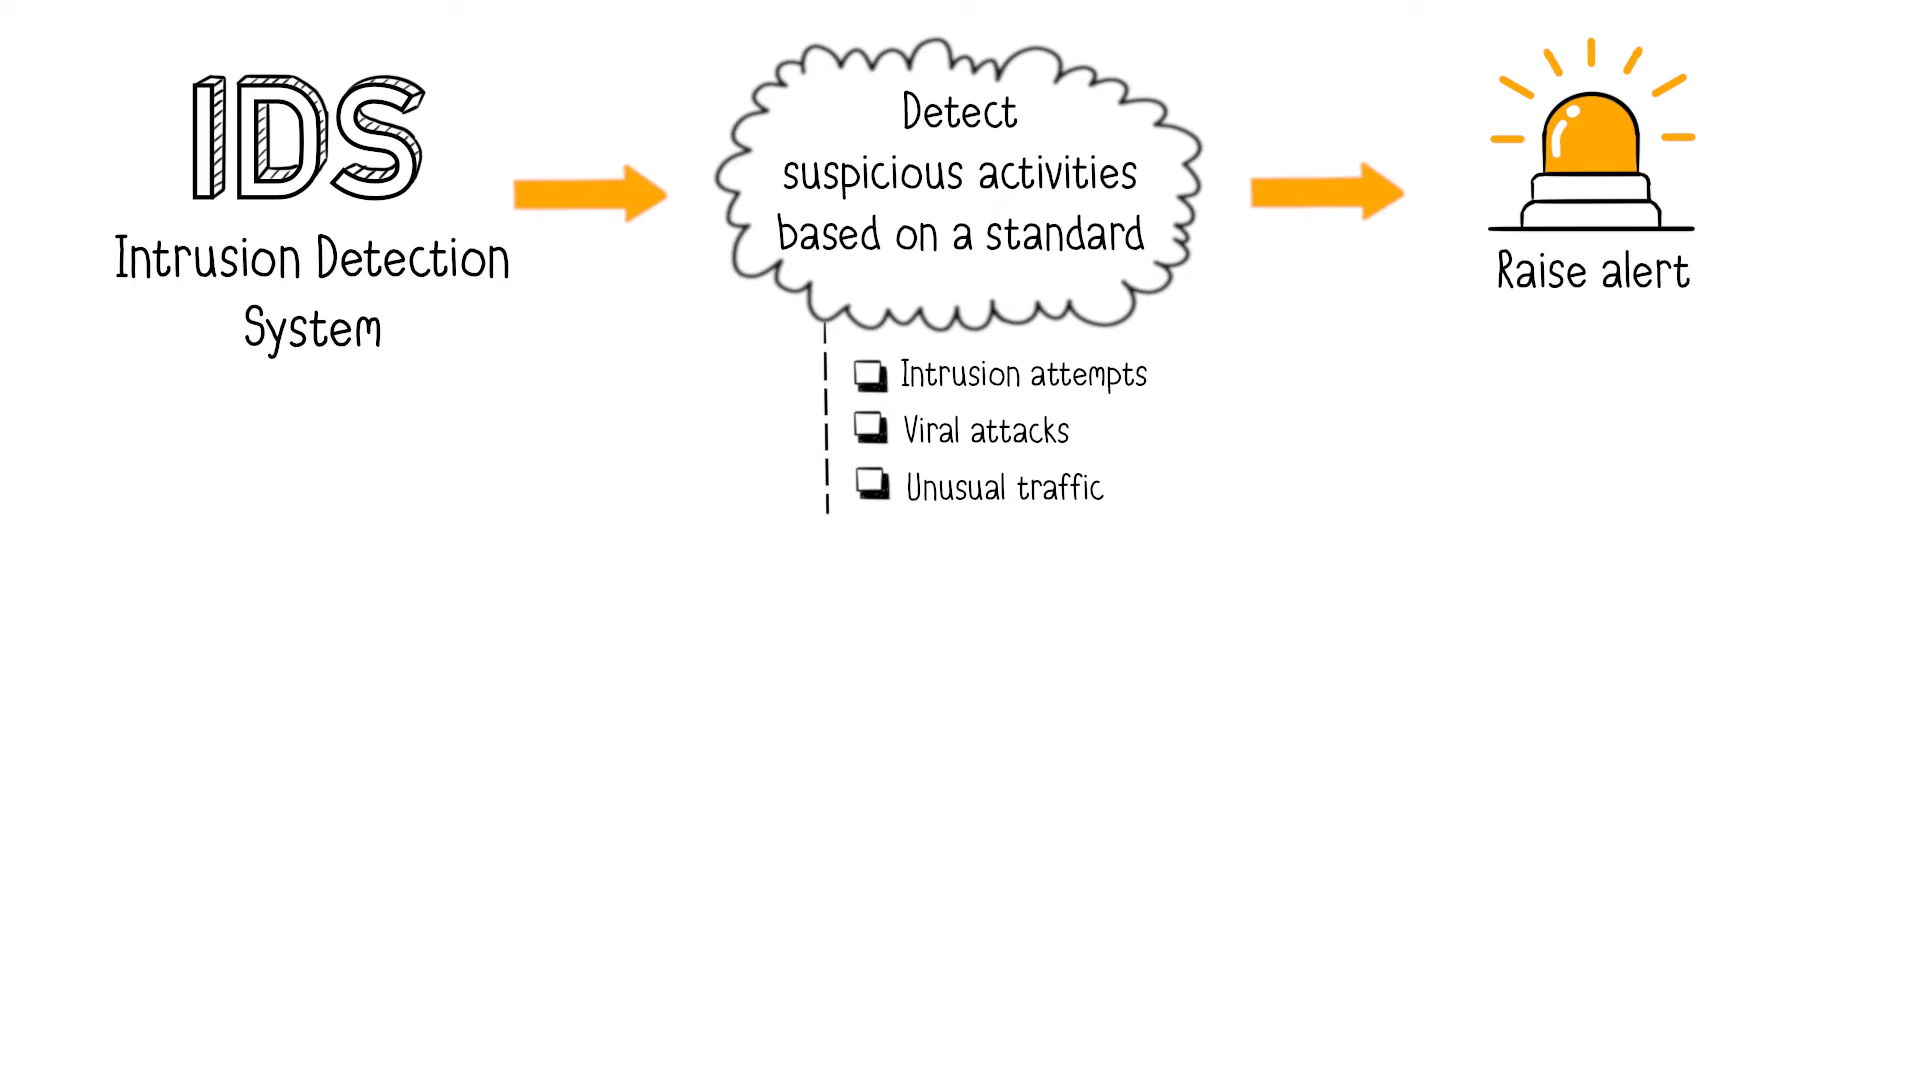 IDS
Intrusion Detection
System
Detect
suspicious activities
based on a standard
Intrusion attempts
Viral attacks
Unusual traffic
Raise alert